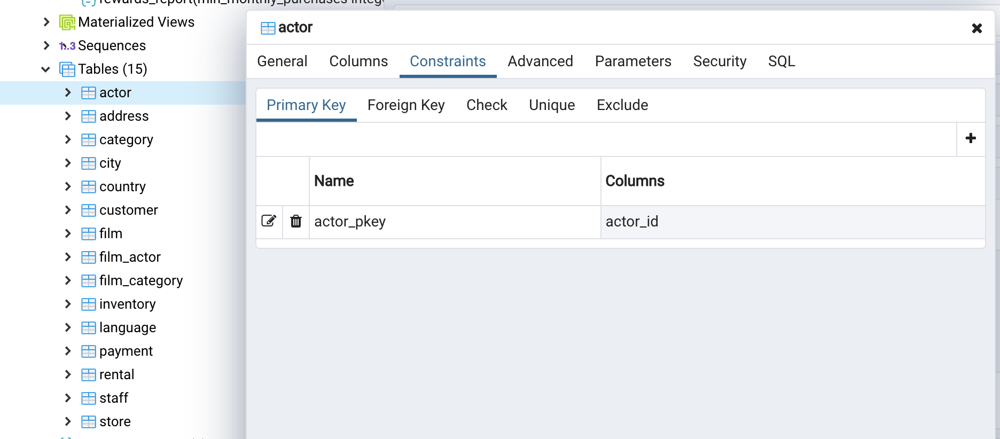 rewards_report(min_monthly_purchases integ
Materialized Views
1..3 Sequences
Tables (15)
actor
address
category
city
country
customer
film
film_actor
film_category
inventory
language
payment
rental
staff
store
actor
General Columns Constraints Advanced Parameters Security SQL
Primary Key Foreign Key Check Unique Exclude
Name Columns
actor_pkey actor_id